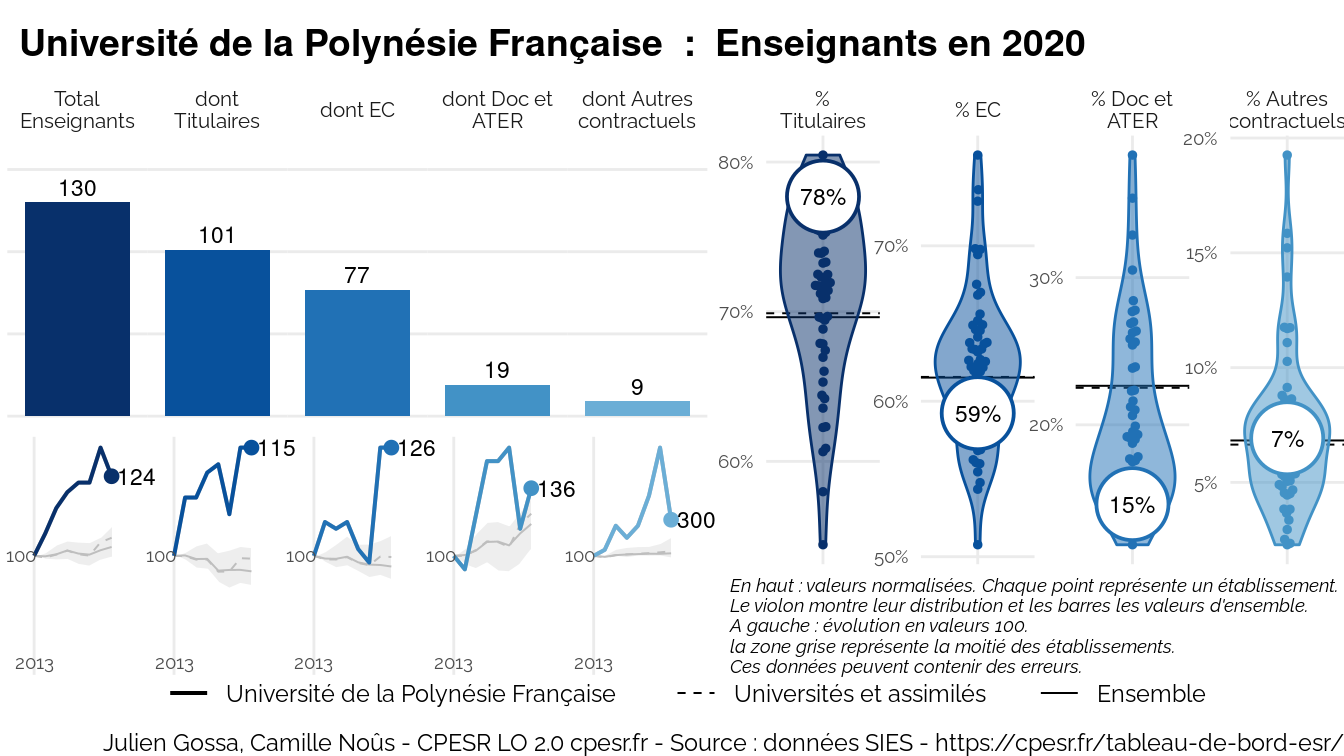 Université de la Polynésie Française  :  Enseignants en 2020
Total
Enseignants
dont
Titulaires
dont EC
dont Doc et
ATER
dont Autres
contractuels
130
101
77
19
9
124
100
2013
115
100
2013
126
100
2013
136
100
2013
300
100
2013
%
Titulaires
80%
70%
60%
78%
% EC
70%
60%
50%
59%
% Doc et
ATER
30%
20%
15%
% Autres
contractuels
20%
15%
10%
5%
7%
En haut : valeurs normalisées. Chaque point représente un établissement.
Le violon montre leur distribution et les barres les valeurs d'ensemble.
A gauche : évolution en valeurs 100.
la zone grise représente la moitié des établissements.
Ces données peuvent contenir des erreurs.
Université de la Polynésie Française
Universités et assimilés
Ensemble
Julien Gossa, Camille Noûs - CPESR LO 2.0 cpesr.fr - Source : données SIES - https://cpesr.fr/tableau-de-bord-esr/